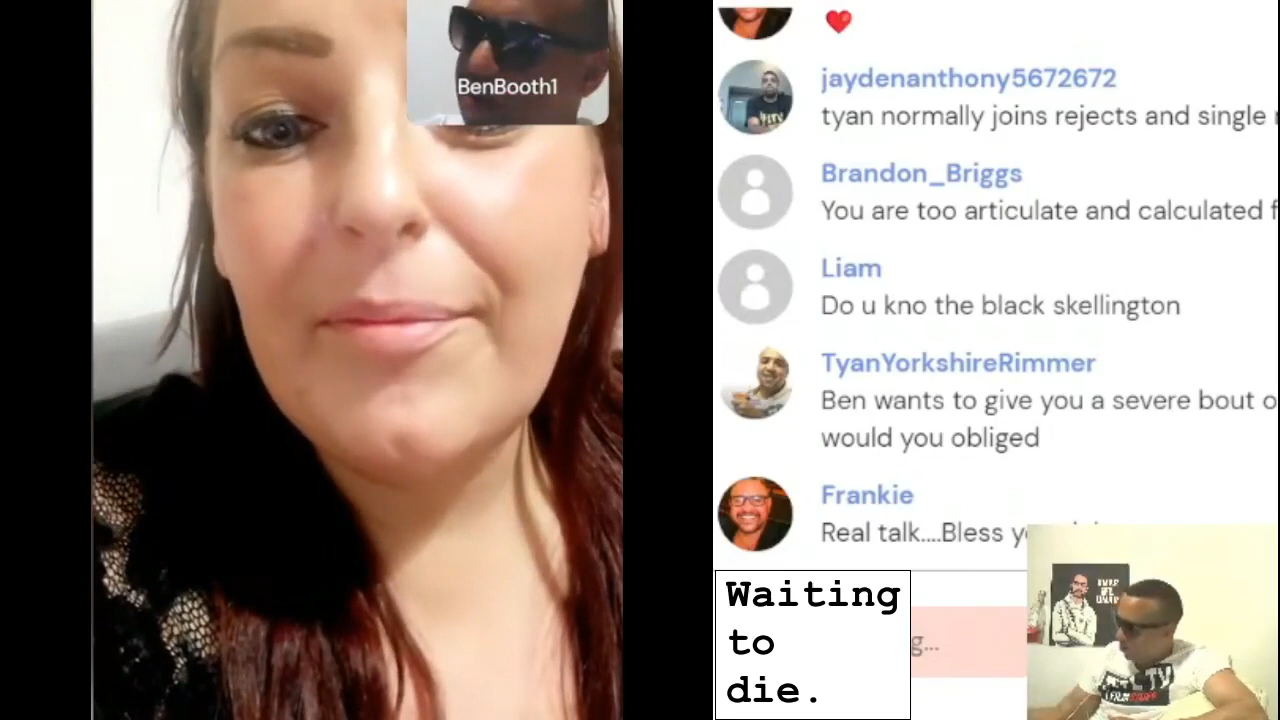 BenBooth1
jaydenanthony5672672
tyan normally joins rejects and single
Brandon_Briggs
You are too articulate and calculated
Liam
Do u kno the black skellington
TyanYorkshireRimmer
Ben wants to give you a severe bout
would you obliged
Frankie
Real talk....Bless
Waiting
to
die.